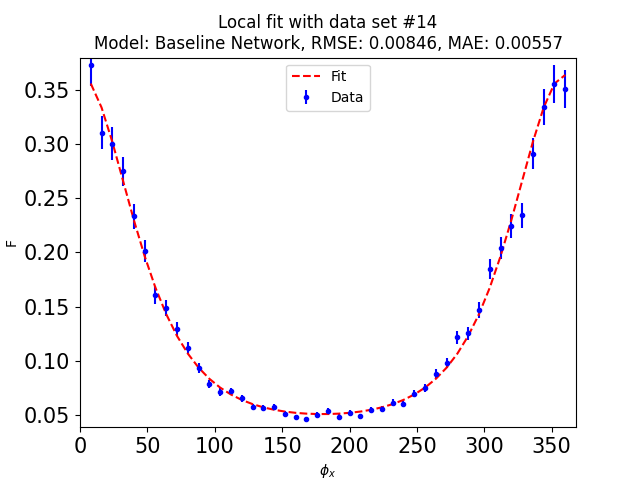 Local fit with data set #14
Model: Baseline Network, RMSE: 0.00846, MAE: 0.00557
Fit
Data
F
0.35
0.30
0.25
0.20
0.15
0.10
0.05
0 50 100 150 200 250 300 350
ϕx